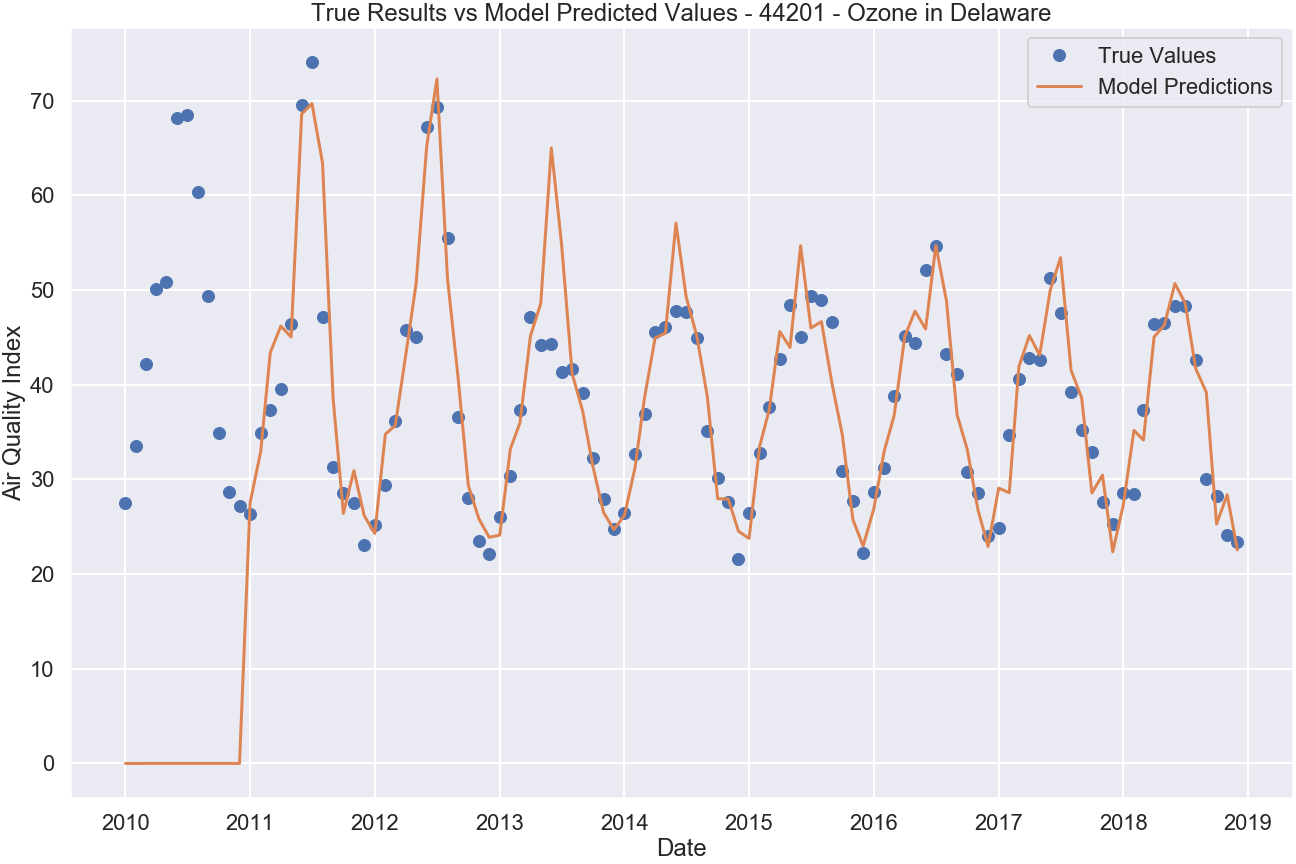 True Results vs Model Predicted Values - 44201 - Ozone in Delaware
True Values
Model Predictions
Air Quality Index
70
60
50
40
30
20
10
0
2010 2011 2012 2013 2014 2015 2016 2017 2018 2019
Date